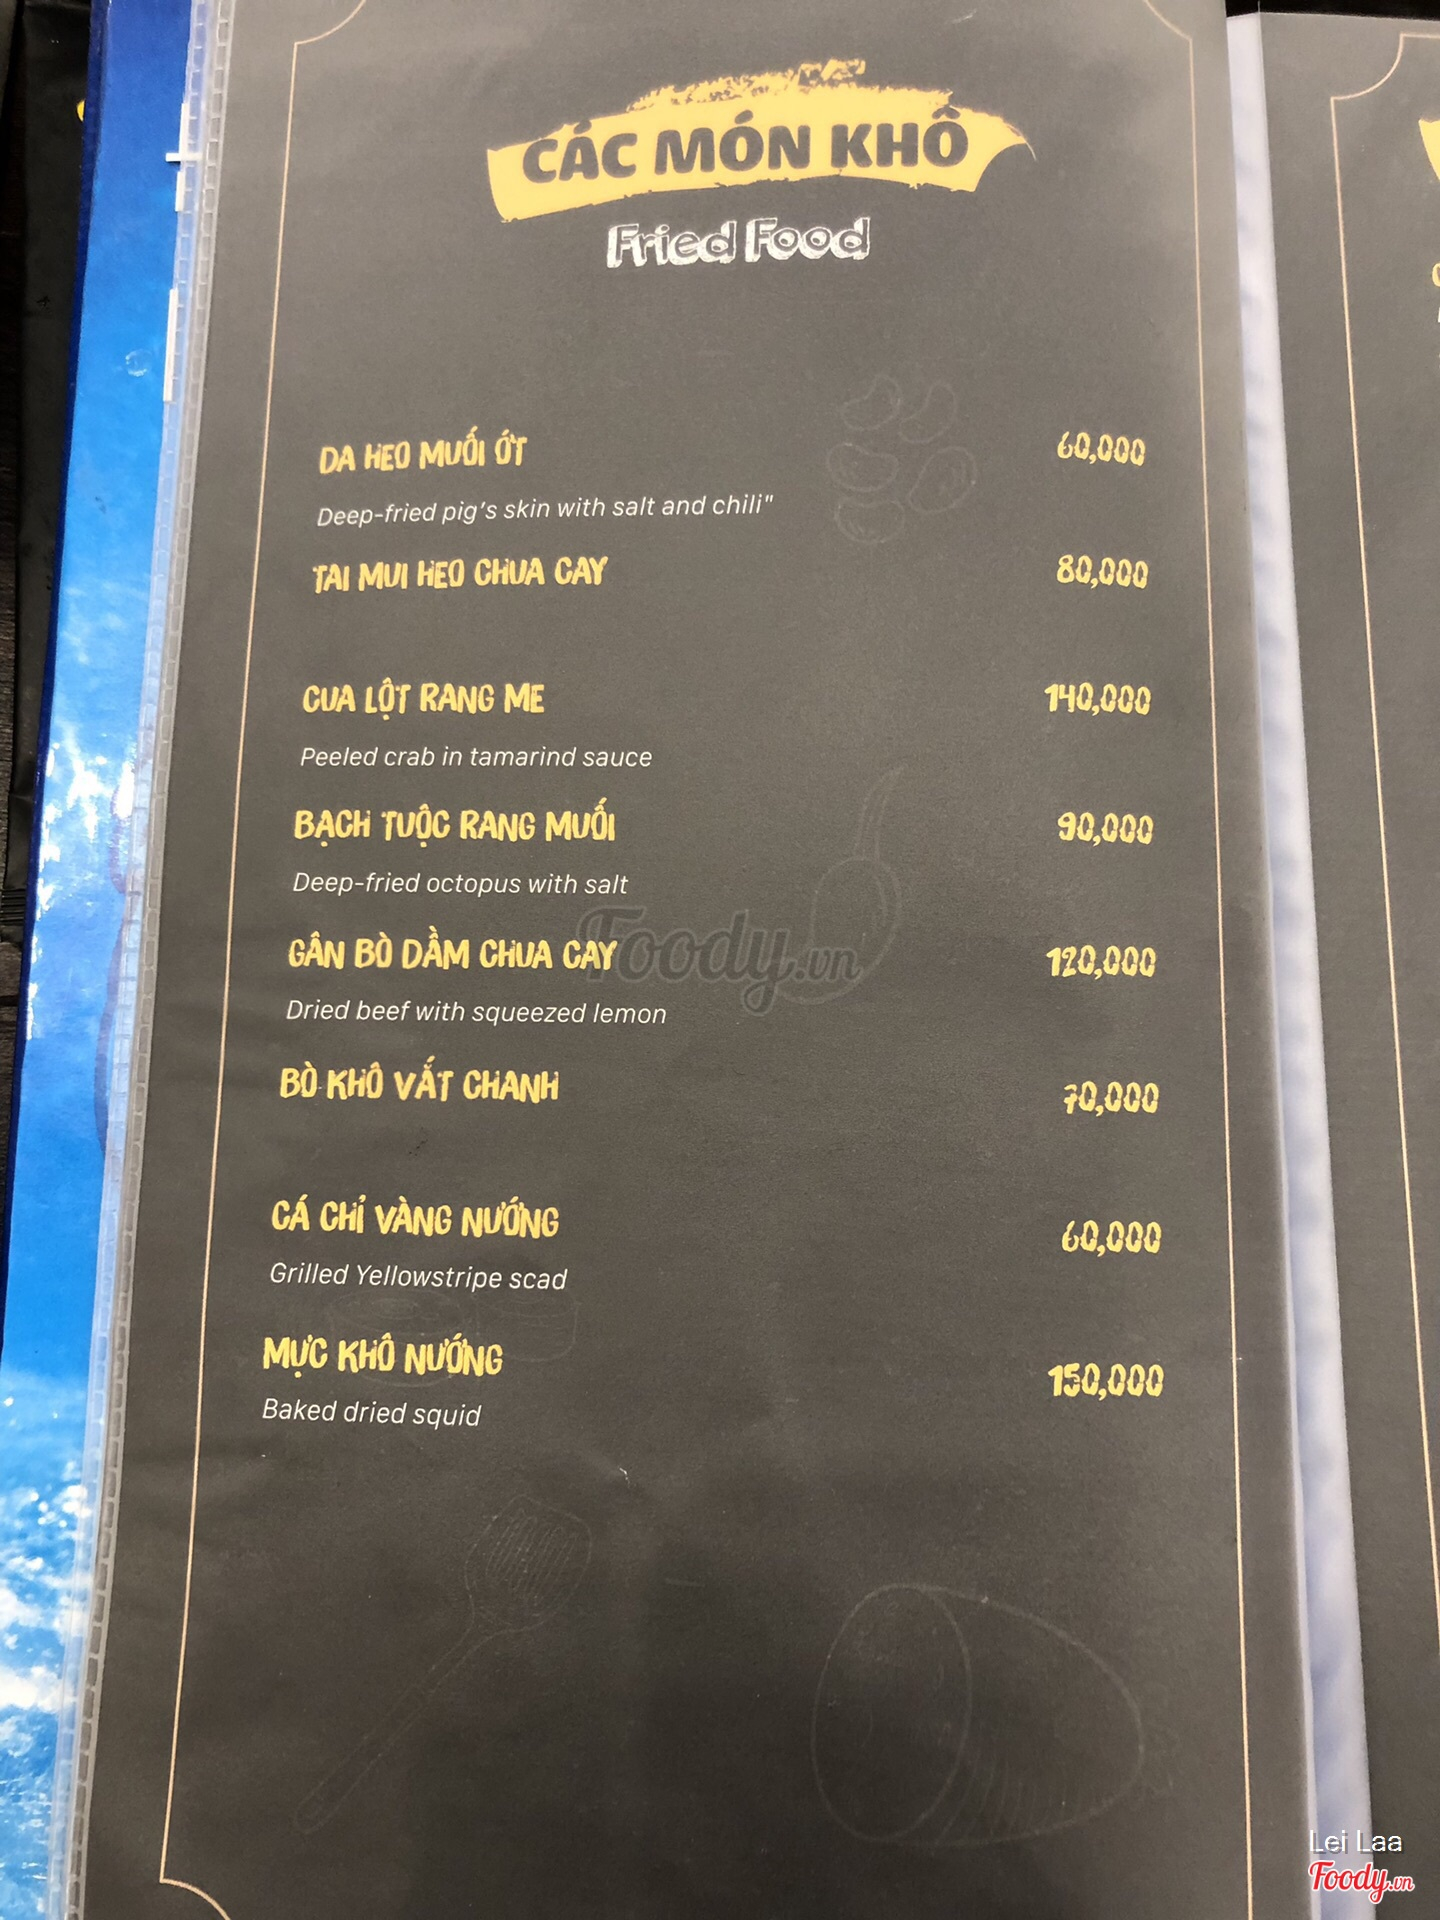 CÁC MÓN KHÔ
Fried Food
DA HEO MUỐI ỚT 60,000
Deep-fried pig's skin with salt and chili"
TAI MUI HEO CHUA CAY 80,000
CUA LỘT RANG ME 140,000
Peeled crab in tamarind sauce
BẠCH TUỘC RANG MUỐI 90,000
Deep-fried octopus with salt
GÂN BÒ DẦM CHUA CAY 120,000
Foody.vn
Dried beef with squeezed lemon
BÒ KHÔ VẮT CHANH 70,000
CÁ CHỈ VÀNG NƯỚNG 60,000
Grilled Yellowstripe scad
MỰC KHÔ NƯỚNG 150,000
Baked dried squid
Lei Laa
Foody.vn